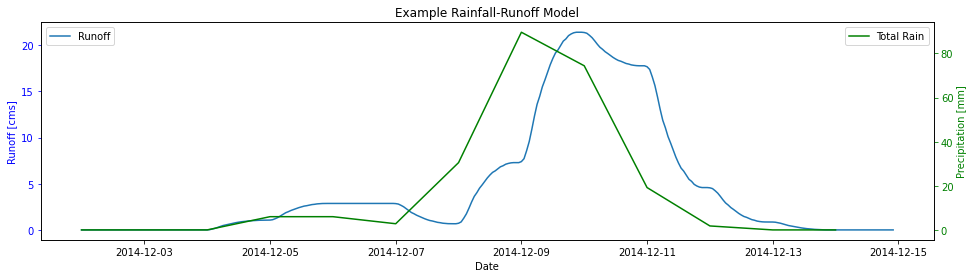 Example Rainfall-Runoff Model
Runoff
Total Rain
Runoff [cms]
20
15
10
5
0
Precipitation [mm]
80
60
40
20
0
2014-12-03
2014-12-05
2014-12-07
2014-12-09
2014-12-11
2014-12-13
2014-12-15
Date